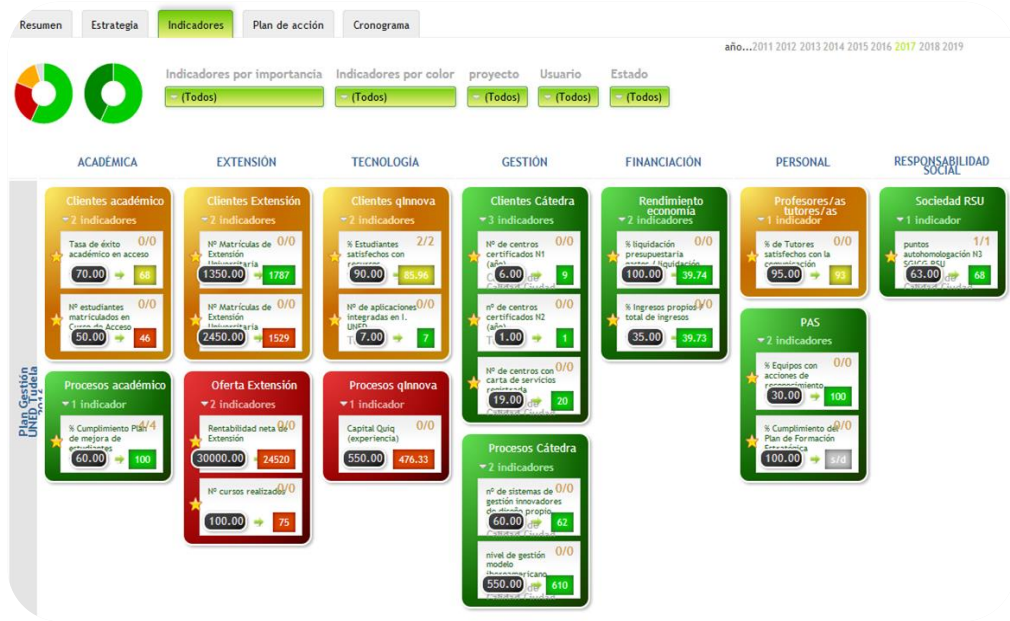 Resumen
Estrategia
Indicadores
Plan de acción
Cronograma
año...2011 2012 2013 2014 2015 2016 2017 2018 2019
Indicadores por importancia
Indicadores por color
proyecto
Usuario
Estado
(Todos)
(Todos)
(Todos)
(Todos)
(Todos)
ACADÉMICA
EXTENSIÓN
TECNOLOGÍA
GESTIÓN
FINANCIACIÓN
PERSONAL
RESPONSABILIDAD
SOCIAL
Plan Gestión
UNED Tudela
Clientes académico
2 indicadores
Tasa de éxito
académico en acceso
0/0
70.00
68
Nº estudiantes
matriculados en
Curso de Acceso
0/0
50.00
46
Procesos académico
1 indicador
% Cumplimiento Plan
de mejora de
estudiantes
4/4
60.00
100
Clientes Extensión
2 indicadores
Nº Matrículas de
Extensión
Universitaria
0/0
1350.00
1787
Nº Matrículas de
Extensión
Universitaria
0/0
2450.00
1529
Oferta Extensión
2 indicadores
Rentabilidad neta de
Extensión
0/0
30000.00
24520
Nº cursos realizados
0/0
100.00
75
Clientes qInnova
2 indicadores
% Estudiantes
satisfechos con
recursos
2/2
90.00
85.96
Nº de aplicaciones
integradas en I.
UNED
0/0
7.00
7
Procesos qInnova
1 indicador
Capital Quiq
(experiencia)
0/0
550.00
476.33
Clientes Cátedra
3 indicadores
Nº de centros
certificados N1
(año)
0/0
6.00
9
nº de centros
certificados N2
(año)
0/0
1.00
1
Nº de centros con
carta de servicios
registrada
0/0
19.00
20
Procesos Cátedra
2 indicadores
nº de sistemas de
gestión innovadores
de diseño propio
0/0
60.00
62
nivel de gestión
modelo
iberoamericano
0/0
550.00
610
Rendimiento
economía
2 indicadores
% liquidación
presupuestaria
gastos / liquidación
0/0
100.00
39.74
% Ingresos propios
total de ingresos
0/0
35.00
39.73
Profesores/as
tutores/as
1 indicador
% de Tutores
satisfechos con la
comunicación
0/0
95.00
93
PAS
2 indicadores
% Equipos con
acciones de
reconocimiento
0/0
30.00
100
% Cumplimiento del
Plan de Formación
Estratégica
0/0
100.00
s/d
Sociedad RSU
1 indicador
puntos
autohomologación N3
SGICG-RSU
1/1
63.00
68